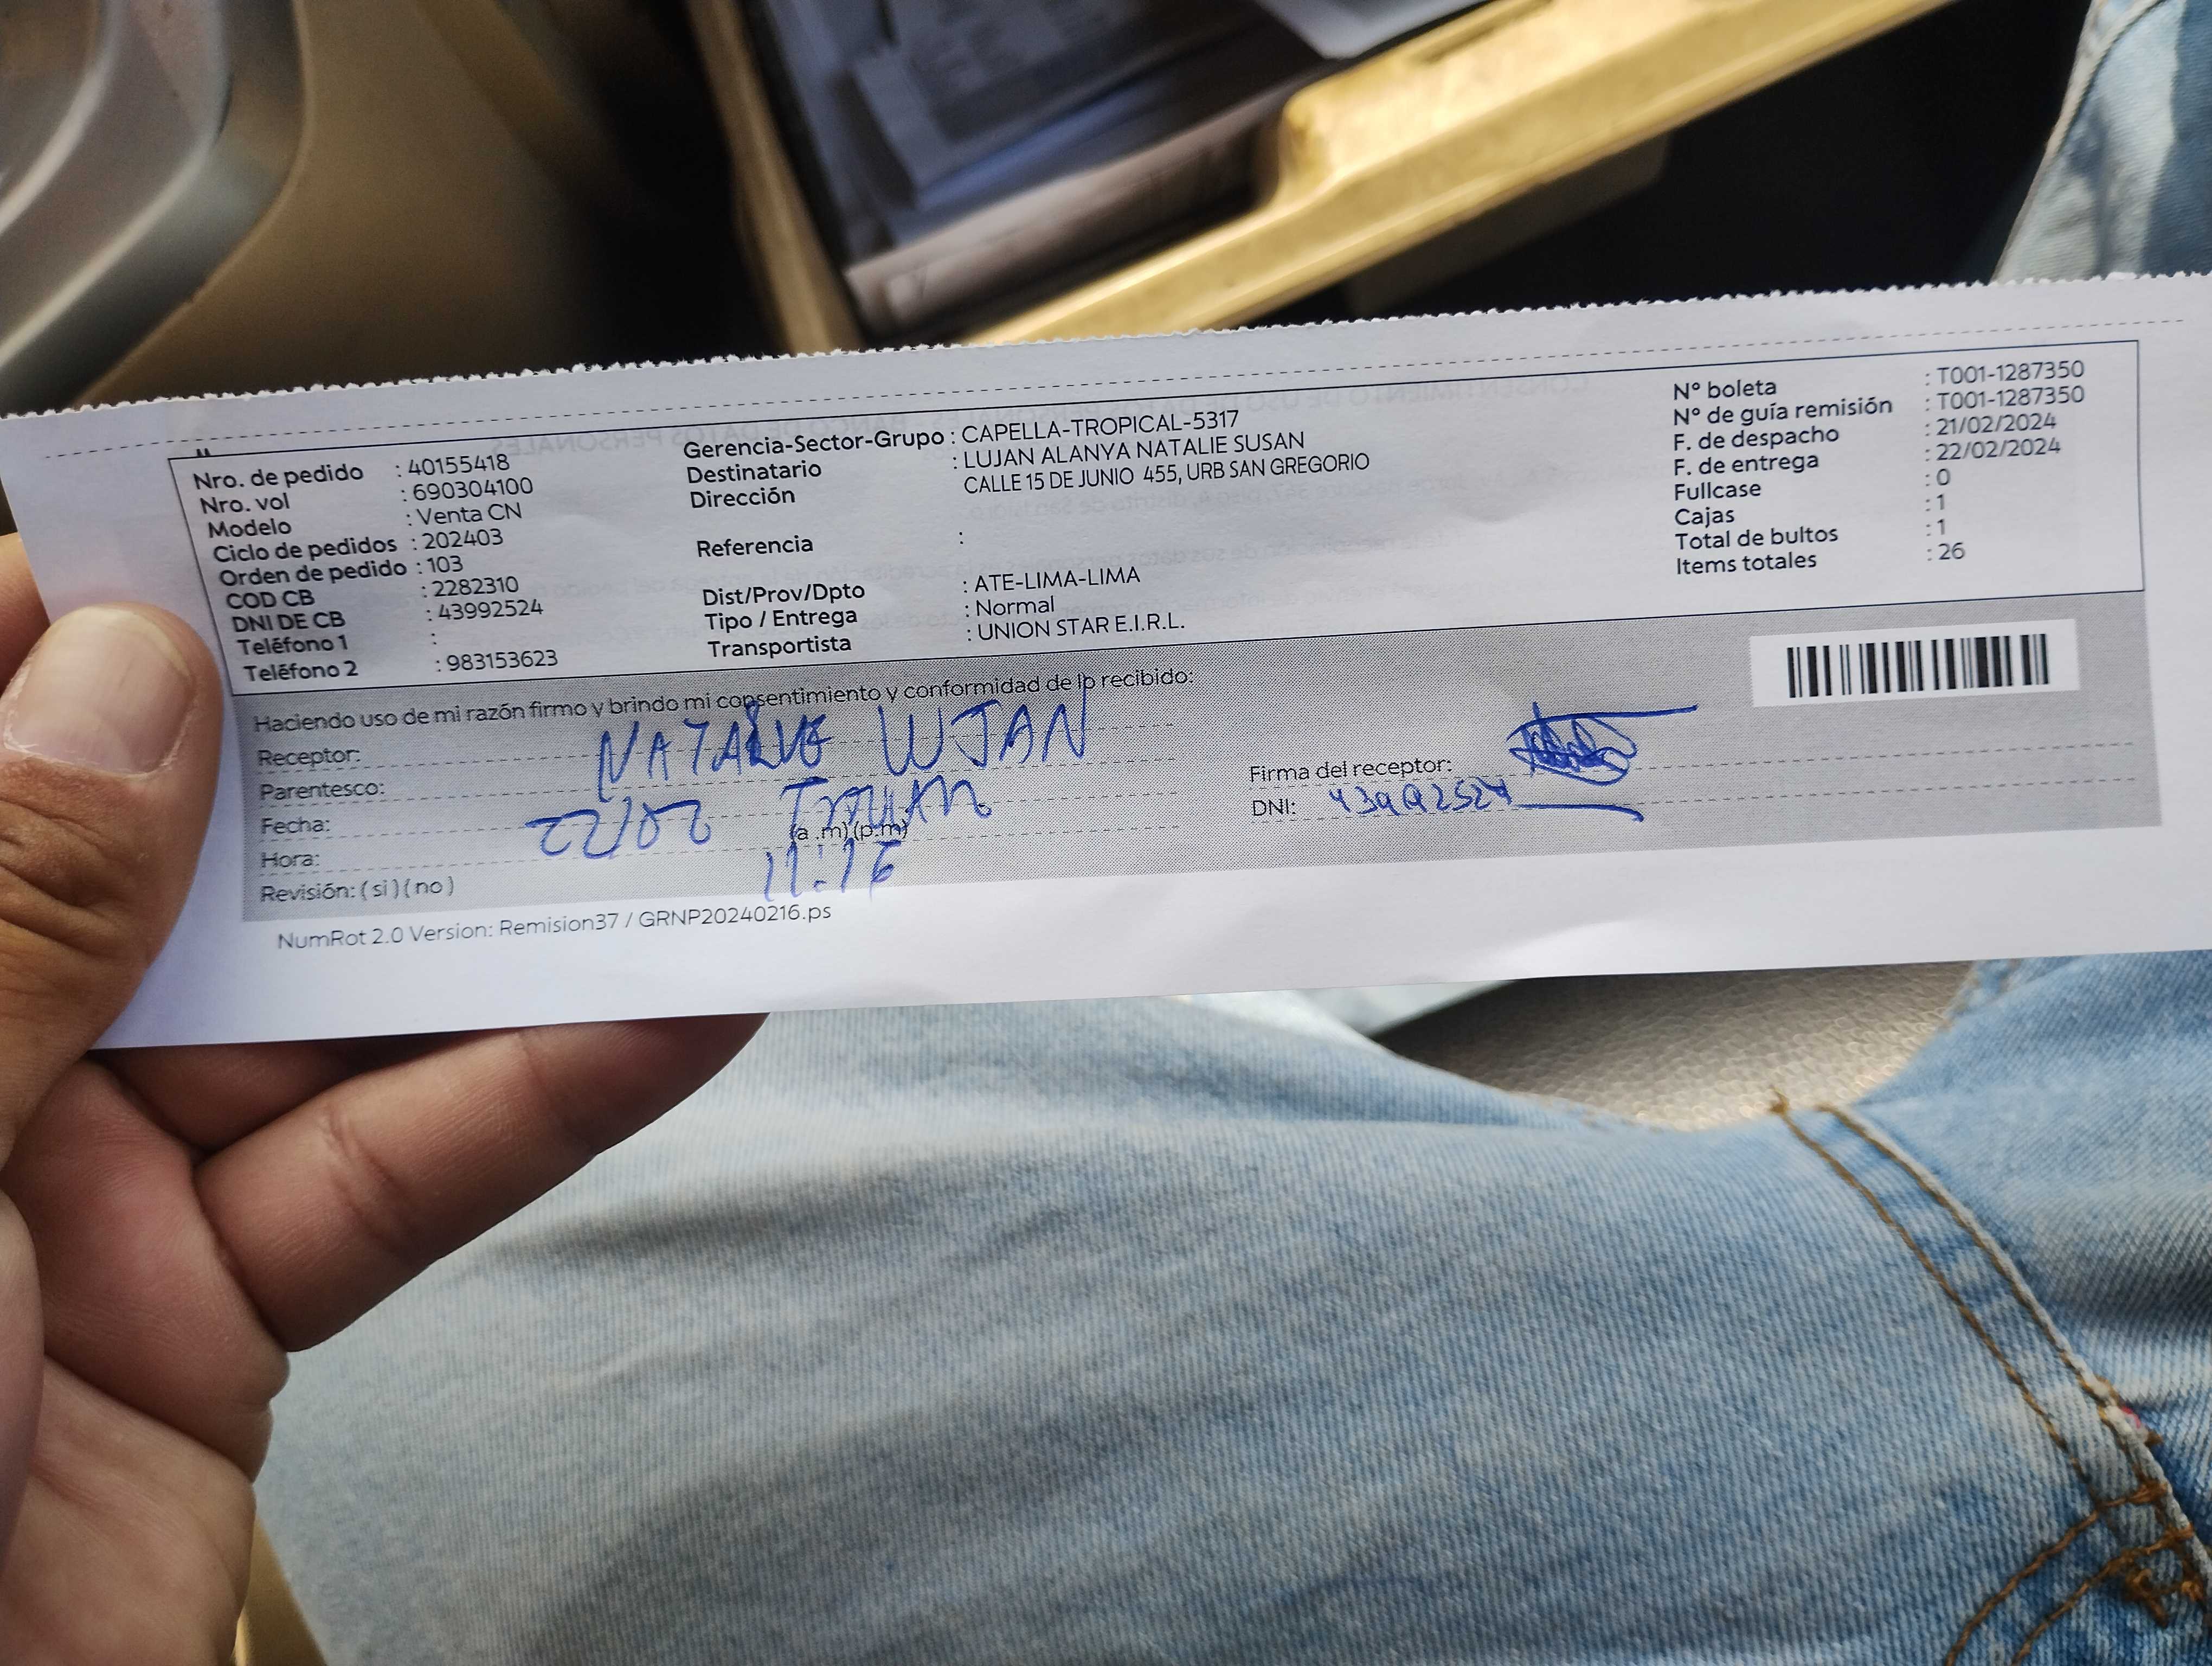 Nro. de pedido : 40155418
Nro. vol : 690304100
Modelo : Venta CN
Ciclo de pedidos : 202403
Orden de pedido : 103
COD CB : 2282310
DNI DE CB : 43992524
Teléfono 1 :
Teléfono 2 : 983153623
Gerencia-Sector-Grupo : CAPELLA-TROPICAL-5317
Destinatario : LUJAN ALANYA NATALIE SUSAN
Dirección CALLE 15 DE JUNIO 455, URB SAN GREGORIO
Referencia :
Dist/Prov/Dpto : ATE-LIMA-LIMA
Tipo / Entrega : Normal
Transportista : UNION STAR E.I.R.L.
N° boleta : T001-1287350
N° de guía remisión : T001-1287350
F. de despacho : 21/02/2024
F. de entrega : 22/02/2024
Fullcase : 0
Cajas : 1
Total de bultos : 1
Items totales : 26
Haciendo uso de mi razón firmo y brindo mi consentimiento y conformidad de lo recibido:
Receptor: NATALIE LUJAN
Parentesco:
Fecha: 22/02
Hora: (a .m) (p.m) 11:16
Revisión: ( si ) ( no )
Firma del receptor:
DNI: 43992524
NumRot 2.0 Version: Remision37 / GRNP20240216.ps